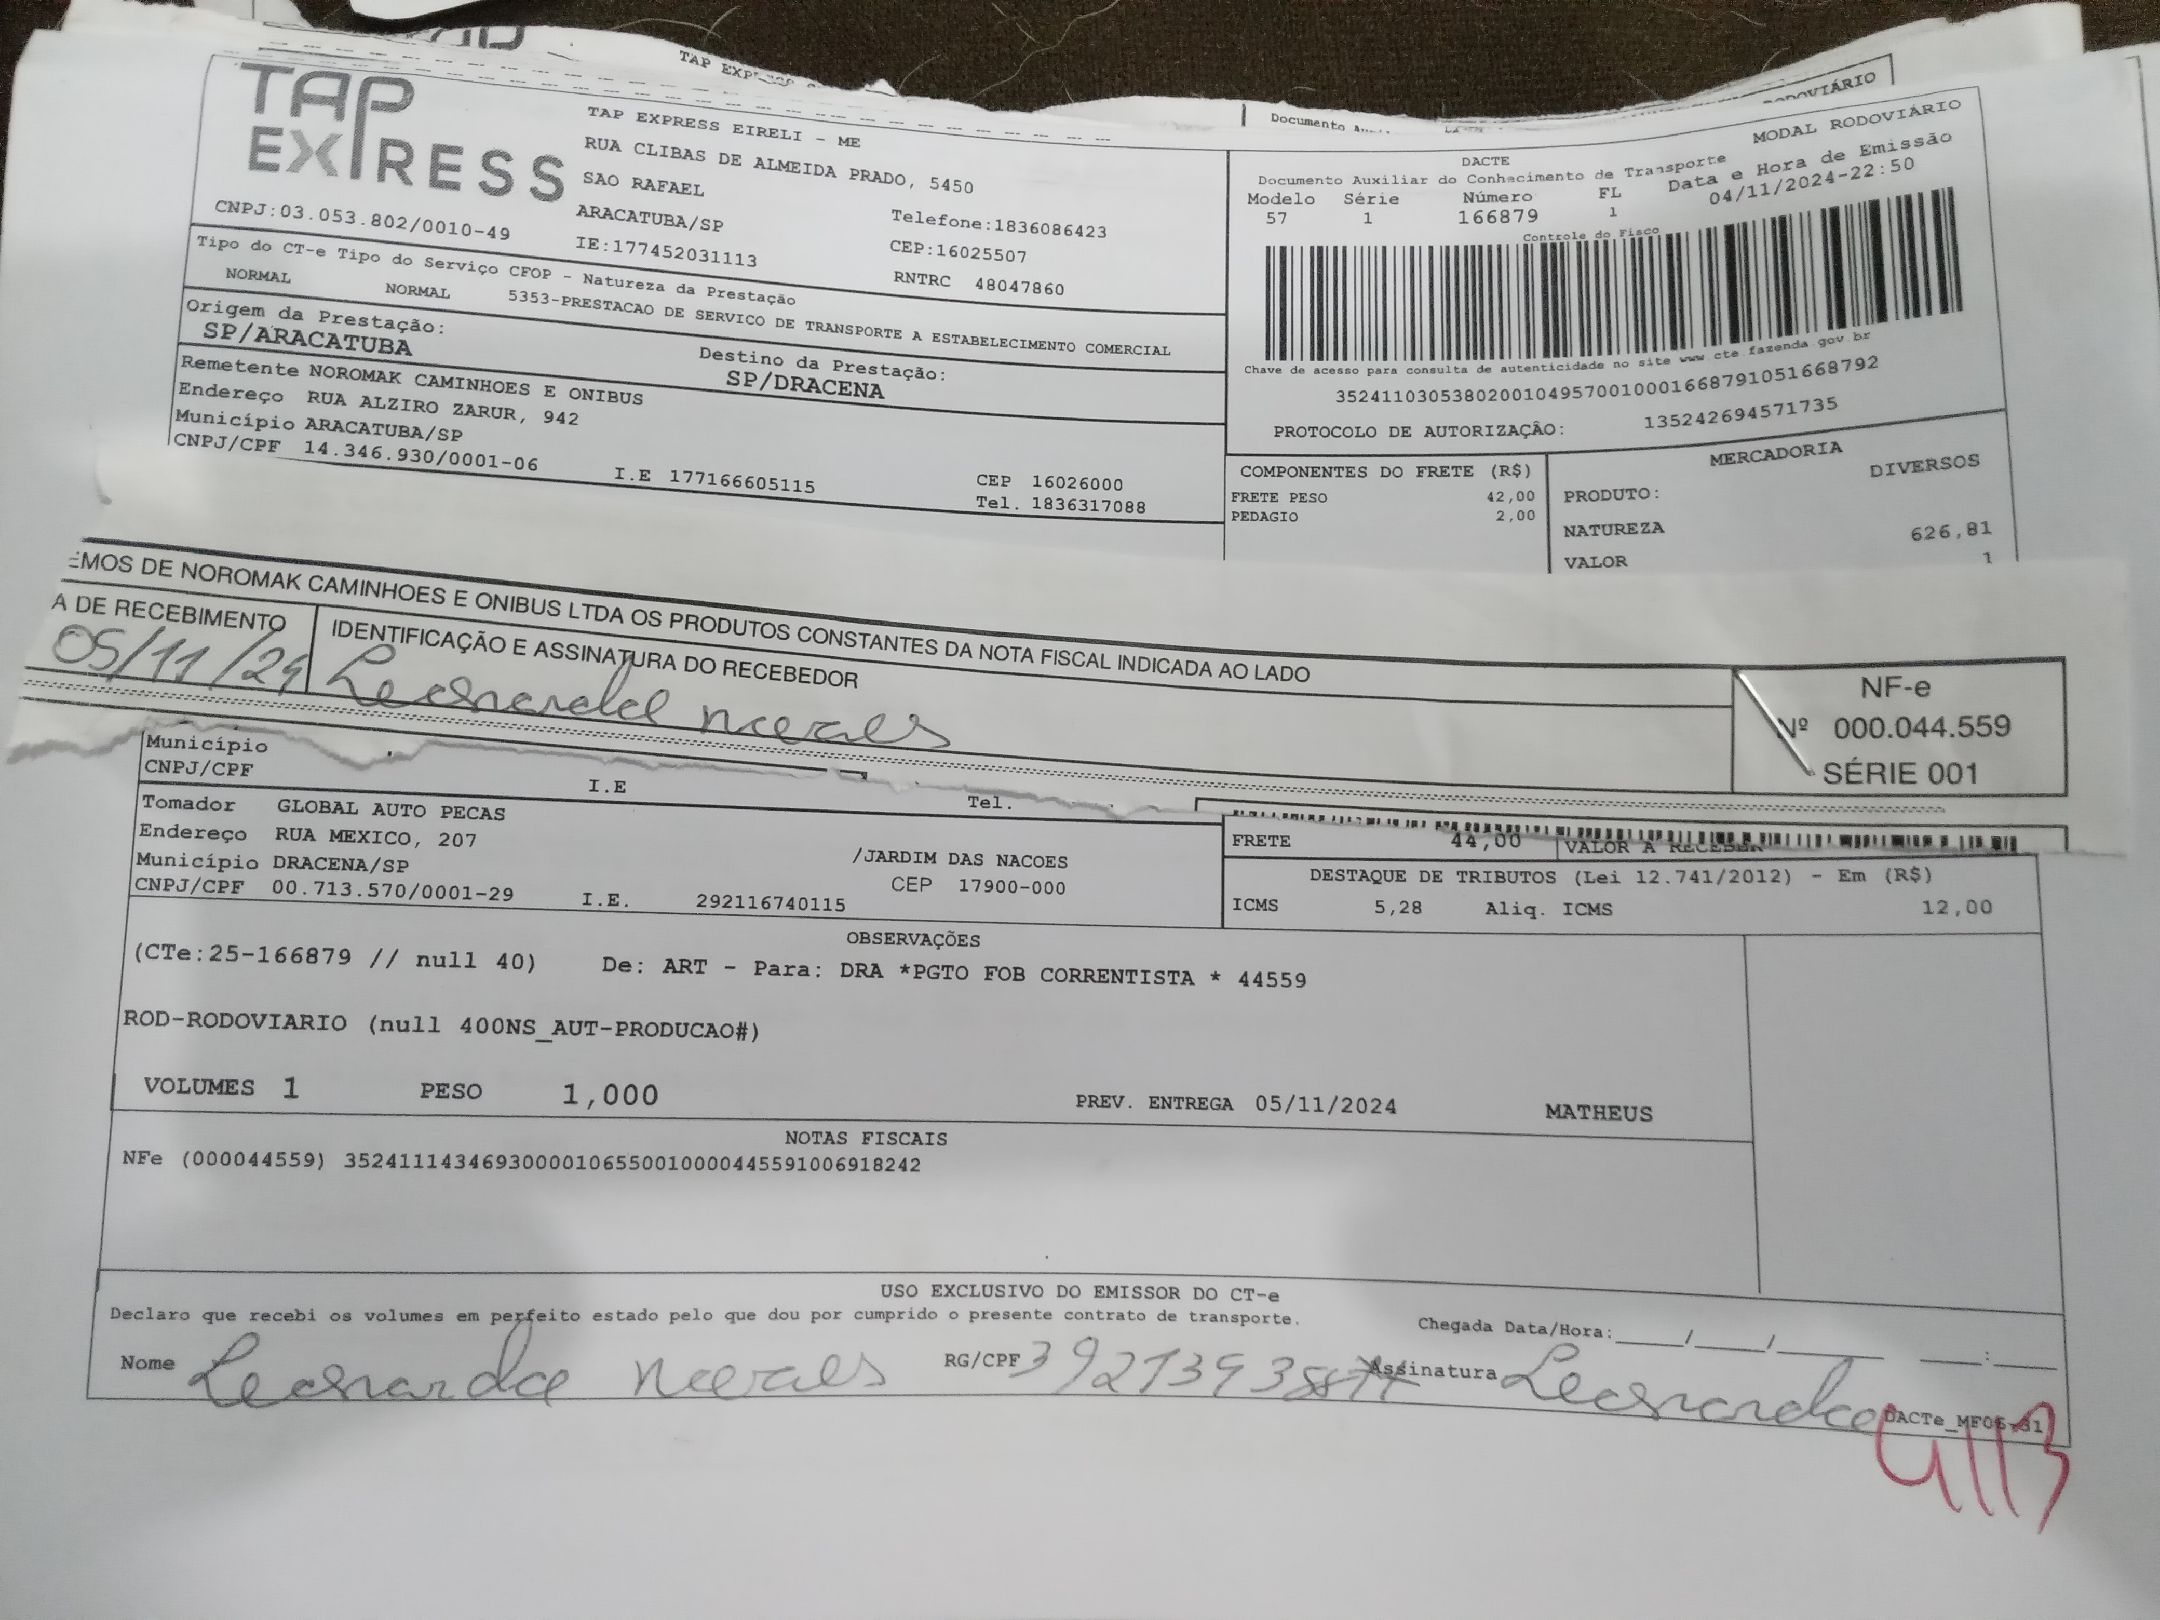 TAP EXPRESS
TAP EXPRESS EIRELI - ME
RUA CLIBAS DE ALMEIDA PRADO, 5450
SAO RAFAEL
ARACATUBA/SP
Telefone:1836086423
CNPJ:03.053.802/0010-49
IE:177452031113
CEP:16025507
RNTRC 48047860
Tipo do CT-e Tipo do Serviço CFOP - Natureza da Prestação
NORMAL NORMAL 5353-PRESTACAO DE SERVICO DE TRANSPORTE A ESTABELECIMENTO COMERCIAL
Origem da Prestação:
SP/ARACATUBA
Destino da Prestação:
SP/DRACENA
Remetente NOROMAK CAMINHOES E ONIBUS
Endereço RUA ALZIRO ZARUR, 942
Município ARACATUBA/SP
CNPJ/CPF 14.346.930/0001-06 I.E 177166605115
CEP 16026000
Tel. 1836317088
DACTE
MODAL RODOVIÁRIO
Documento Auxiliar do Conhecimento de Transporte
Modelo Série Número FL Data e Hora de Emissão
57 1 166879 1 04/11/2024-22:50
Controle do Fisco
Chave de acesso para consulta de autenticidade no site www.cte.fazenda.gov.br
35241103053802001049570010001668791051668792
PROTOCOLO DE AUTORIZAÇÃO: 135242694571735
COMPONENTES DO FRETE (R$)
FRETE PESO 42,00
PEDAGIO 2,00
MERCADORIA
PRODUTO: DIVERSOS
NATUREZA 626,81
VALOR 1
EMOS DE NOROMAK CAMINHOES E ONIBUS LTDA OS PRODUTOS CONSTANTES DA NOTA FISCAL INDICADA AO LADO
A DE RECEBIMENTO
05/11/24
IDENTIFICAÇÃO E ASSINATURA DO RECEBEDOR
NF-e
Nº 000.044.559
SÉRIE 001
Município
CNPJ/CPF I.E Tel.
Tomador GLOBAL AUTO PECAS
Endereço RUA MEXICO, 207 /JARDIM DAS NACOES
Município DRACENA/SP CEP 17900-000
CNPJ/CPF 00.713.570/0001-29 I.E. 292116740115
FRETE 44,00 VALOR A RECEBER
DESTAQUE DE TRIBUTOS (Lei 12.741/2012) - Em (R$)
ICMS 5,28 Aliq. ICMS 12,00
OBSERVAÇÕES
(CTe:25-166879 // null 40) De: ART - Para: DRA *PGTO FOB CORRENTISTA * 44559
ROD-RODOVIARIO (null 400NS_AUT-PRODUCAO#)
VOLUMES 1 PESO 1,000 PREV. ENTREGA 05/11/2024 MATHEUS
NOTAS FISCAIS
NFe (000044559) 35241114346930000106550010000445591006918242
USO EXCLUSIVO DO EMISSOR DO CT-e
Declaro que recebi os volumes em perfeito estado pelo que dou por cumprido o presente contrato de transporte.
Chegada Data/Hora:
Nome RG/CPF Assinatura